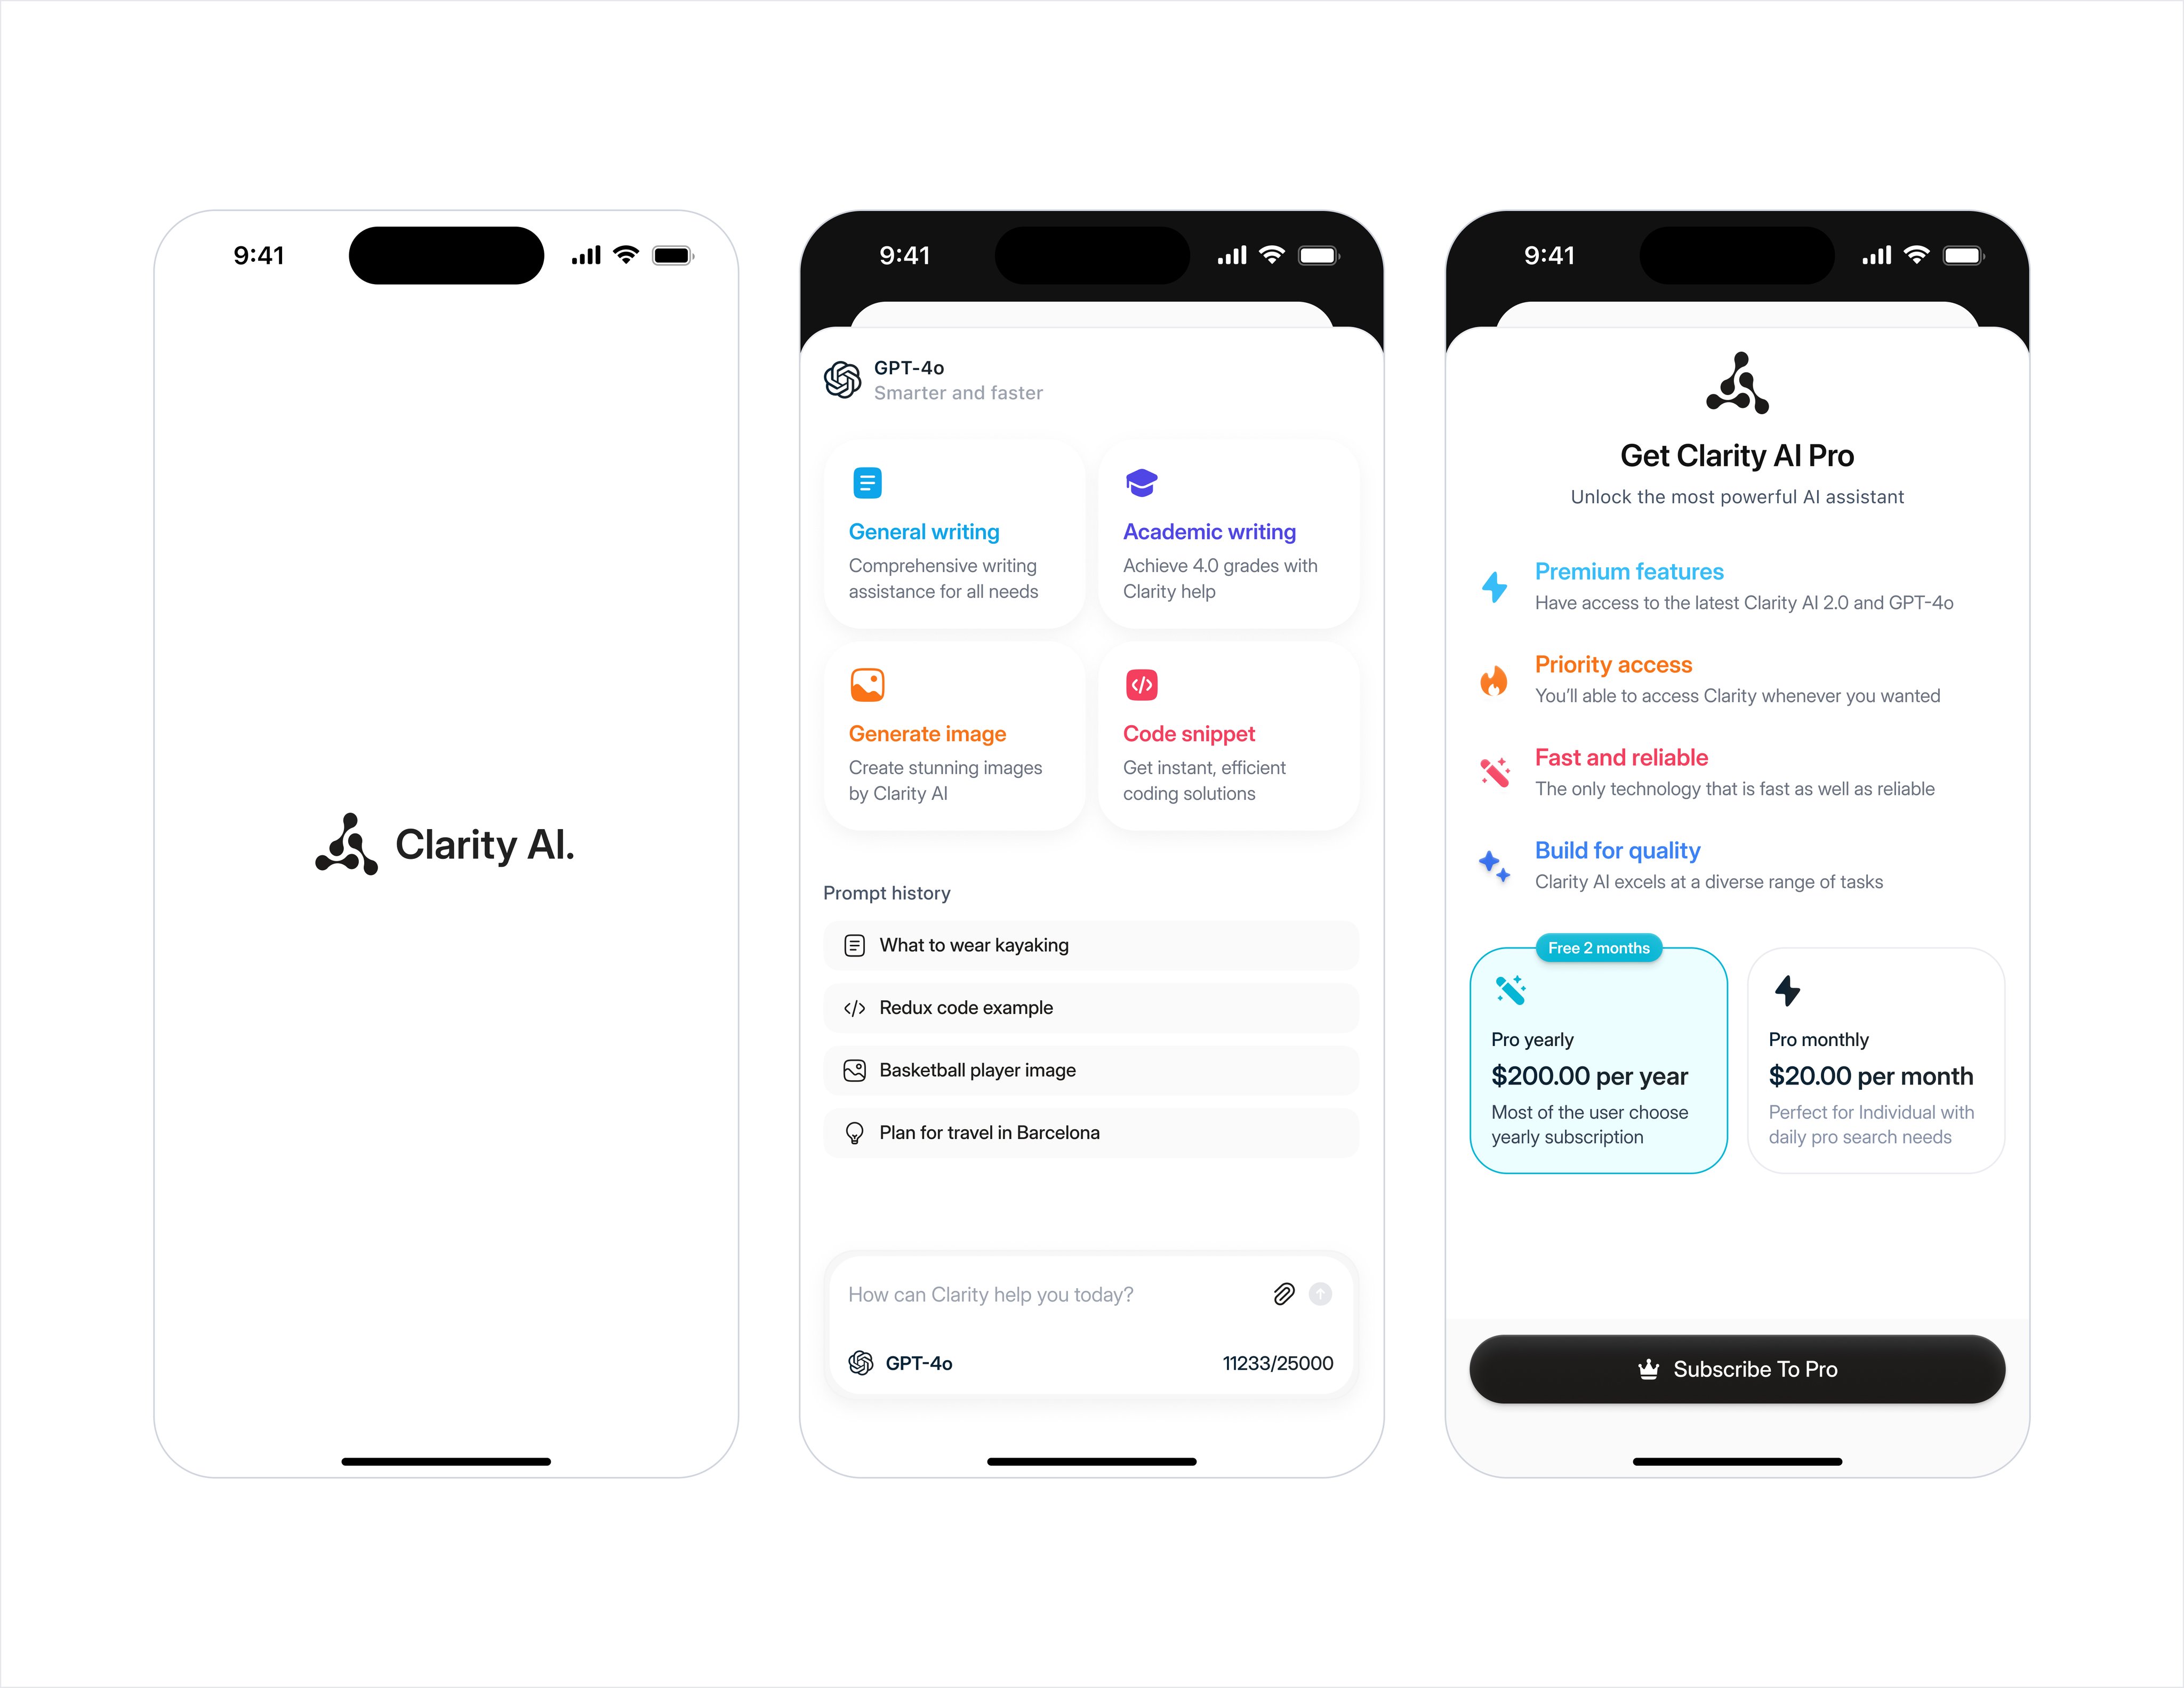 9:41
Clarity AI.
9:41
GPT-4o
Smarter and faster
General writing
Comprehensive writing
assistance for all needs
Academic writing
Achieve 4.0 grades with
Clarity help
Generate image
Create stunning images
by Clarity AI
Code snippet
Get instant, efficient
coding solutions
Prompt history
What to wear kayaking
Redux code example
Basketball player image
Plan for travel in Barcelona
How can Clarity help you today?
GPT-4o 11233/25000
9:41
Get Clarity AI Pro
Unlock the most powerful AI assistant
Premium features
Have access to the latest Clarity AI 2.0 and GPT-4o
Priority access
You'll able to access Clarity whenever you wanted
Fast and reliable
The only technology that is fast as well as reliable
Build for quality
Clarity AI excels at a diverse range of tasks
Free 2 months
Pro yearly
$200.00 per year
Most of the user choose
yearly subscription
Pro monthly
$20.00 per month
Perfect for Individual with
daily pro search needs
Subscribe To Pro